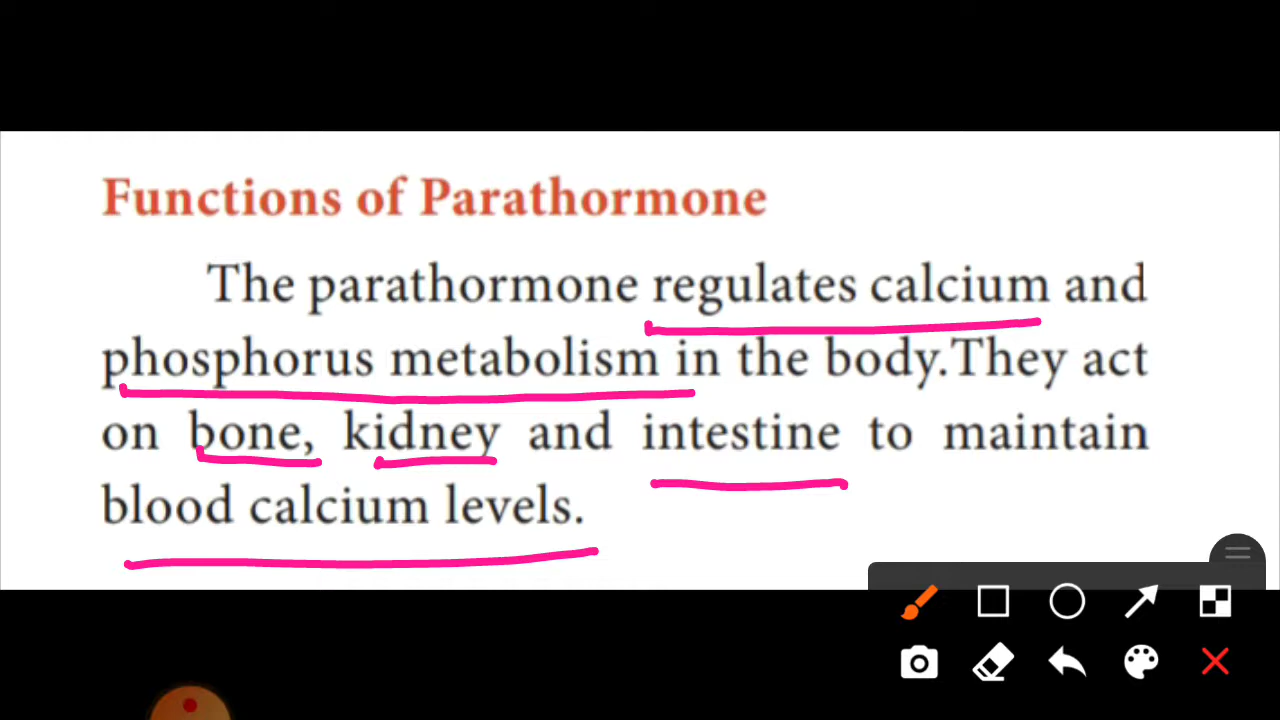 Functions of Parathormone
The parathormone regulates calcium and
phosphorus metabolism in the body.They act
on bone, kidney and intestine to maintain
blood calcium levels.